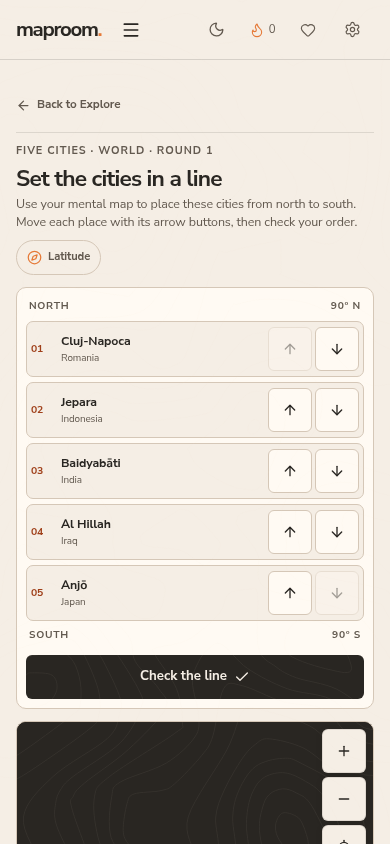 maproom.
0
Back to Explore
FIVE CITIES · WORLD · ROUND 1
Set the cities in a line
Use your mental map to place these cities from north to south.
Move each place with its arrow buttons, then check your order.
Latitude
NORTH 90° N
01 Cluj-Napoca
Romania
02 Jepara
Indonesia
03 Baidyabāti
India
04 Al Hillah
Iraq
05 Anjō
Japan
SOUTH 90° S
Check the line